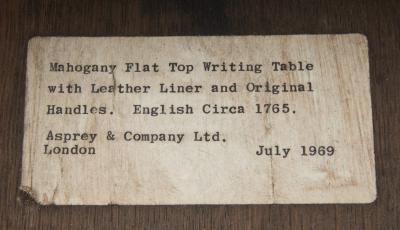 Mahogany Flat Top Writing Table
with Leather Liner and Original
Handles. English Circa 1765.
Asprey & Company Ltd.
London July 1969